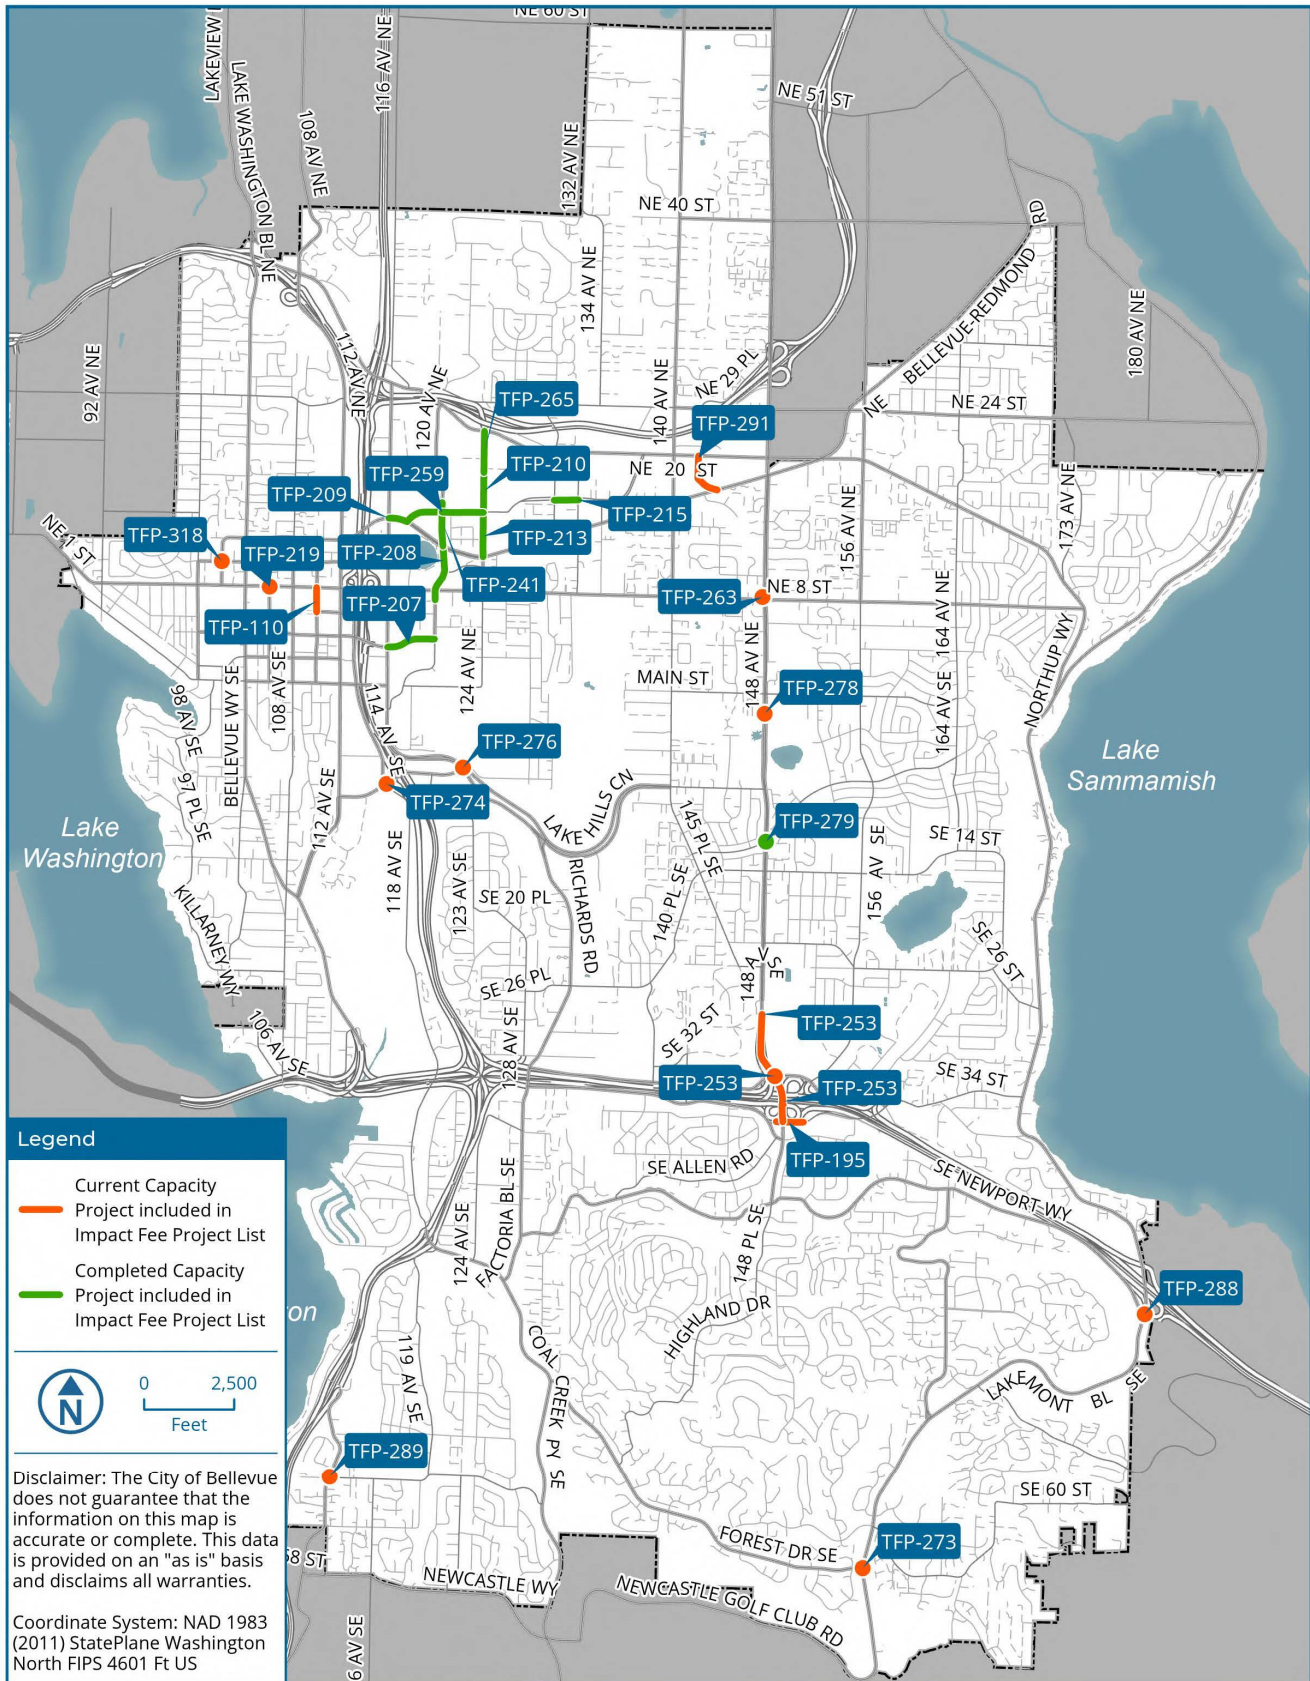 NE 60 ST
LAKEVIEW
LAKE WASHINGTON BL NE
116 AV NE
108 AV NE
132 AV NE
NE 51 ST
NE 40 ST
BELLEVUE-REDMOND RD
134 AV NE
180 AV NE
92 AV NE
112 AV NE
120 AV NE
140 AV NE
NE 29 PL
NE
NE 24 ST
TFP-265
TFP-291
TFP-259
TFP-210
NE 20 ST
TFP-209
TFP-215
156 AV NE
173 AV NE
NE 1 ST
TFP-318
TFP-219
TFP-208
TFP-213
TFP-241
TFP-207
TFP-110
TFP-263
NE 8 ST
164 AV NE
NORTHUP WY
124 AV NE
148 AV NE
MAIN ST
TFP-278
98 AV SE
BELLEVUE WY SE
108 AV SE
114 AV SE
164 AV SE
TFP-276
Lake
Sammamish
97 PL SE
112 AV SE
TFP-274
LAKE HILLS CN
145 PL SE
TFP-279
156 AV SE
SE 14 ST
Lake
Washington
118 AV SE
123 AV SE
SE 20 PL
RICHARDS RD
140 PL SE
KILLARNEY WY
SE 26 ST
148 AV SE
SE 26 PL
106 AV SE
128 AV SE
SE 32 ST
TFP-253
TFP-253
TFP-253
SE 34 ST
TFP-195
SE ALLEN RD
SE NEWPORT WY
124 AV SE
FACTORIA BL SE
148 PL SE
HIGHLAND DR
TFP-288
119 AV SE
COAL CREEK PY SE
LAKEMONT BL SE
TFP-289
SE 60 ST
FOREST DR SE
TFP-273
NEWCASTLE WY
NEWCASTLE GOLF CLUB RD
58 ST
6 AV SE
on
Legend
Current Capacity
Project included in
Impact Fee Project List
Completed Capacity
Project included in
Impact Fee Project List
N
0 2,500
Feet
Disclaimer: The City of Bellevue
does not guarantee that the
information on this map is
accurate or complete. This data
is provided on an "as is" basis
and disclaims all warranties.
Coordinate System: NAD 1983
(2011) StatePlane Washington
North FIPS 4601 Ft US